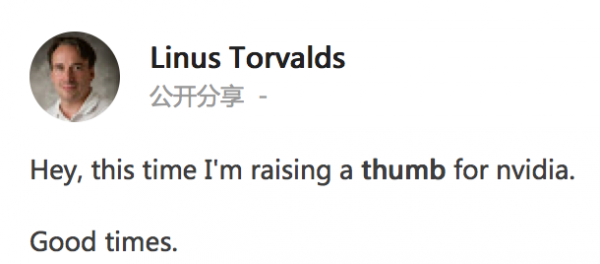 Linus Torvalds
公开分享 -
Hey, this time I'm raising a thumb for nvidia.
Good times.